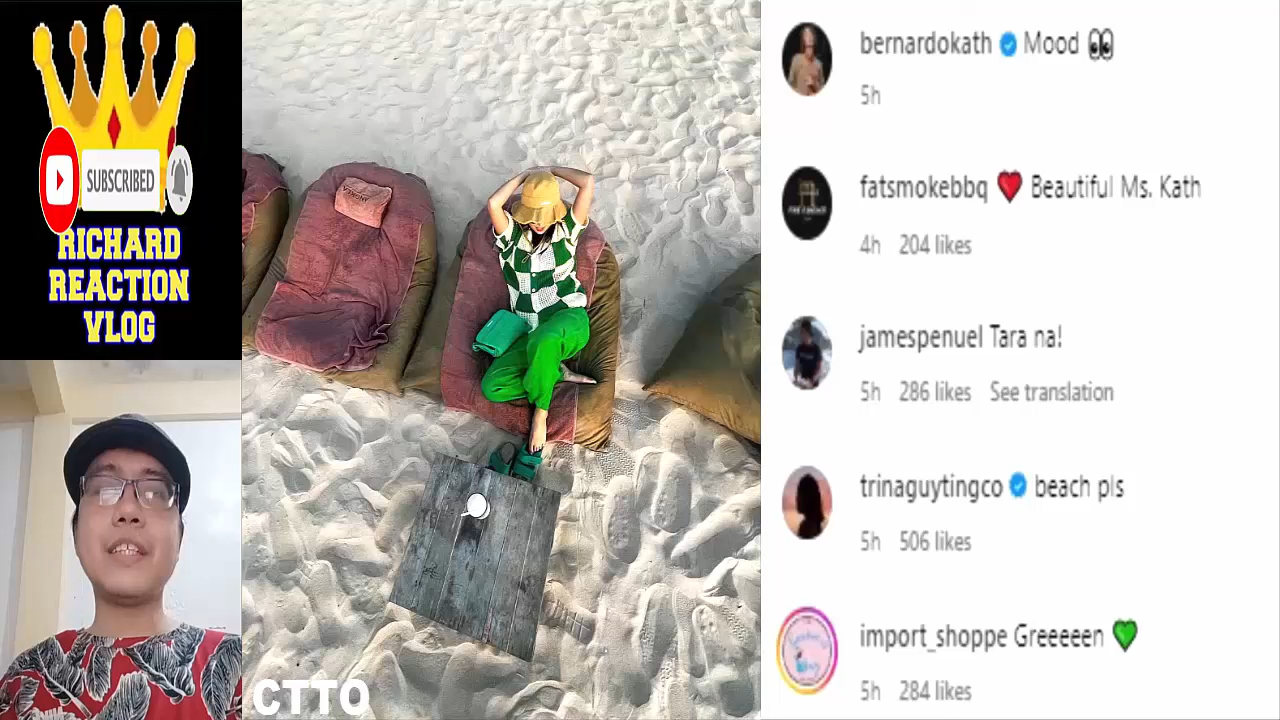 SUBSCRIBED
RICHARD
REACTION
VLOG
CTTO
bernardokath Mood 👀
5h
fatsmokebbq ❤️ Beautiful Ms. Kath
4h 204 likes
jamespenuel Tara na!
5h 286 likes See translation
trinaguytingco beach pls
5h 506 likes
import_shoppe Greeeeen 💚
5h 284 likes